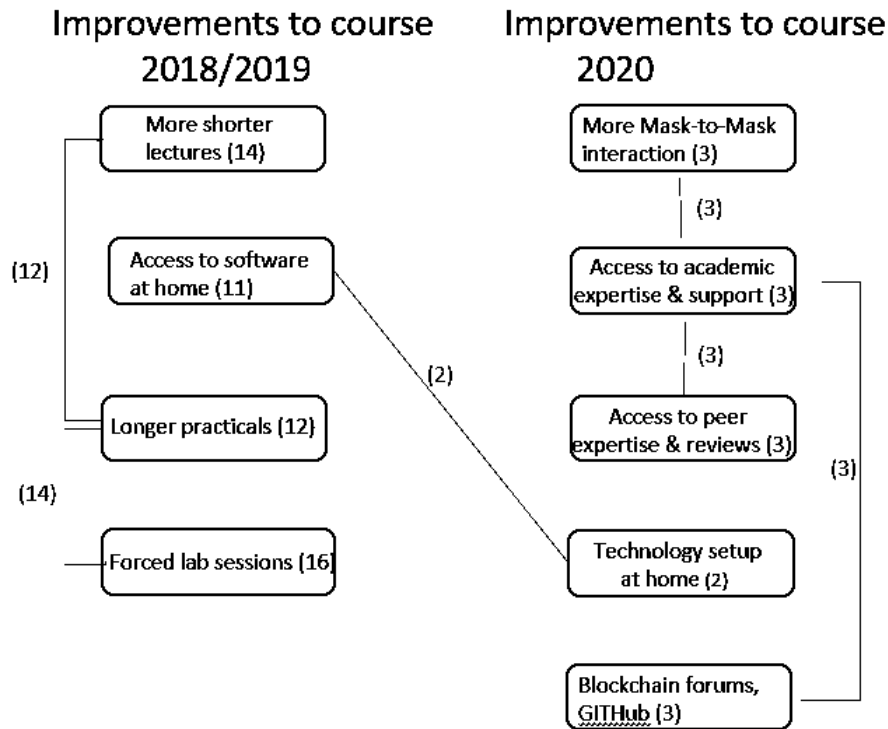 Improvements to course
2018/2019
More shorter
lectures (14)
Access to software
at home (11)
(12)
Longer practicals (12)
(14)
Forced lab sessions (16)
(2)
Improvements to course
2020
More Mask-to-Mask
interaction (3)
(3)
Access to academic
expertise & support (3)
(3)
Access to peer
expertise & reviews (3)
(3)
Technology setup
at home (2)
Blockchain forums,
GITHub (3)